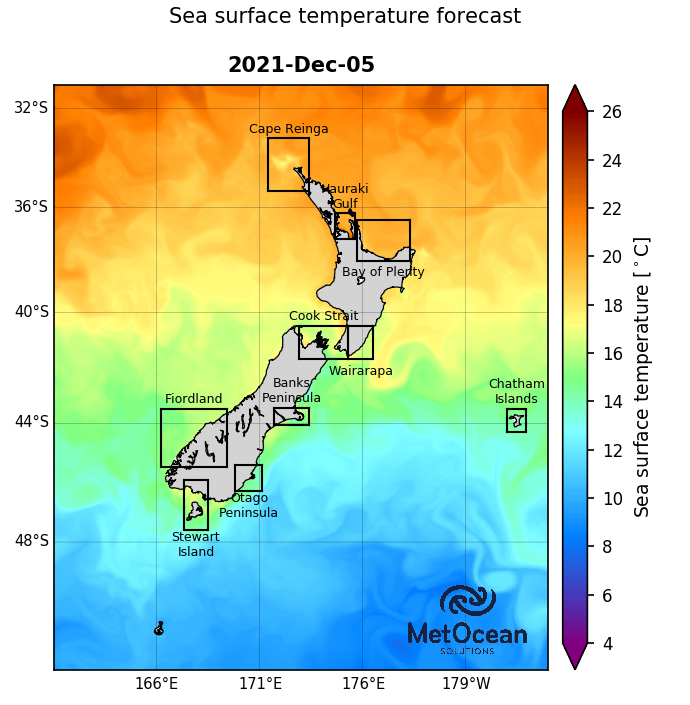 Sea surface temperature forecast
2021-Dec-05
32°S
36°S
40°S
44°S
48°S
Cape Reinga
Hauraki
Gulf
Bay of Plenty
Cook Strait
Wairarapa
Banks
Peninsula
Fiordland
Chatham
Islands
Otago
Peninsula
Stewart
Island
MetOcean
SOLUTIONS
166°E
171°E
176°E
179°W
26
24
22
20
18
16
14
12
10
8
6
4
Sea surface temperature [°C]